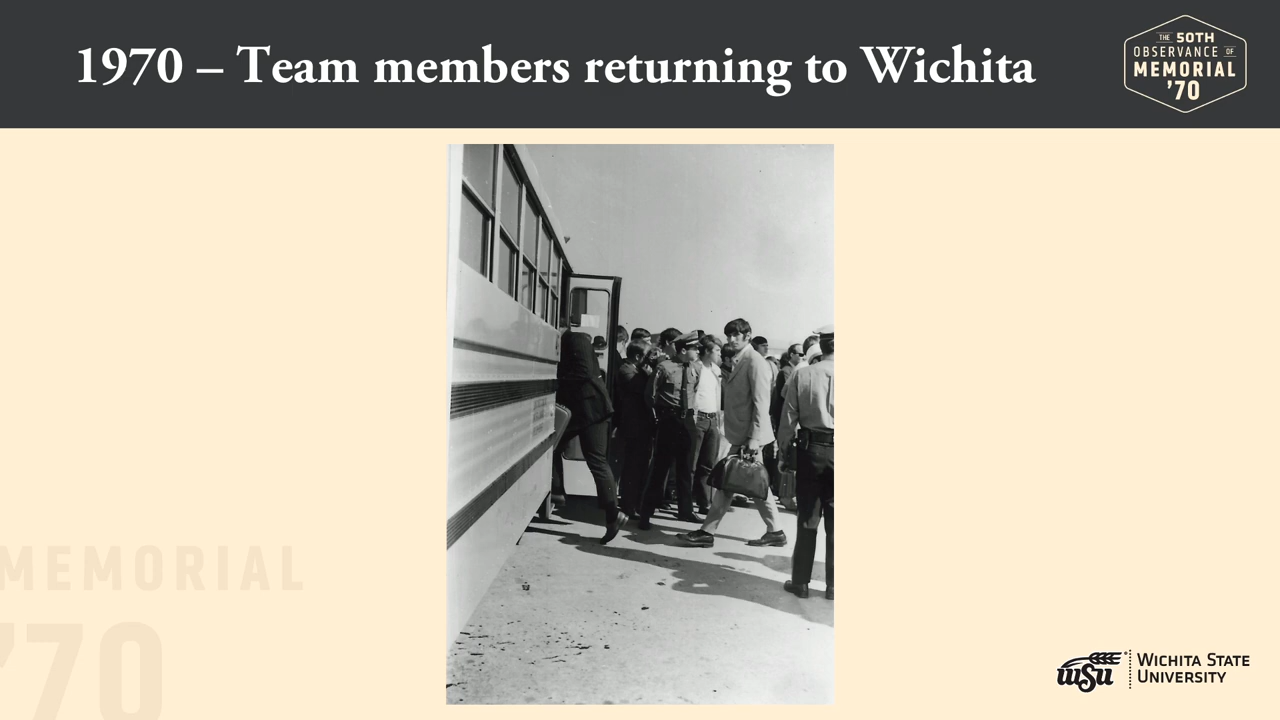 1970 – Team members returning to Wichita
THE 50TH
OBSERVANCE OF
MEMORIAL
’70
MEMORIAL
’70
wsu
WICHITA STATE
UNIVERSITY